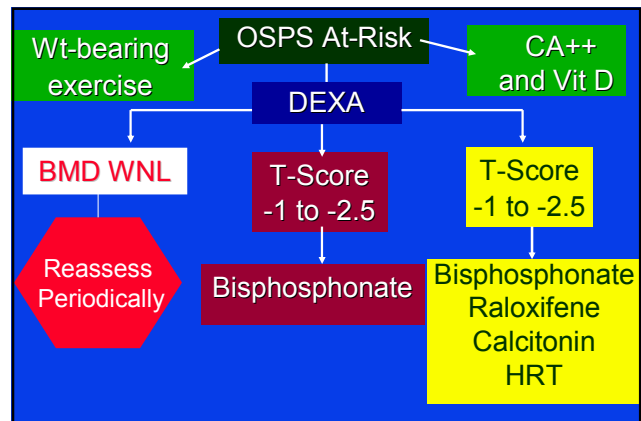 OSPS At-Risk
Wt-bearing
exercise
CA++
and Vit D
DEXA
BMD WNL
T-Score
-1 to -2.5
T-Score
-1 to -2.5
Reassess
Periodically
Bisphosphonate
Bisphosphonate
Raloxifene
Calcitonin
HRT